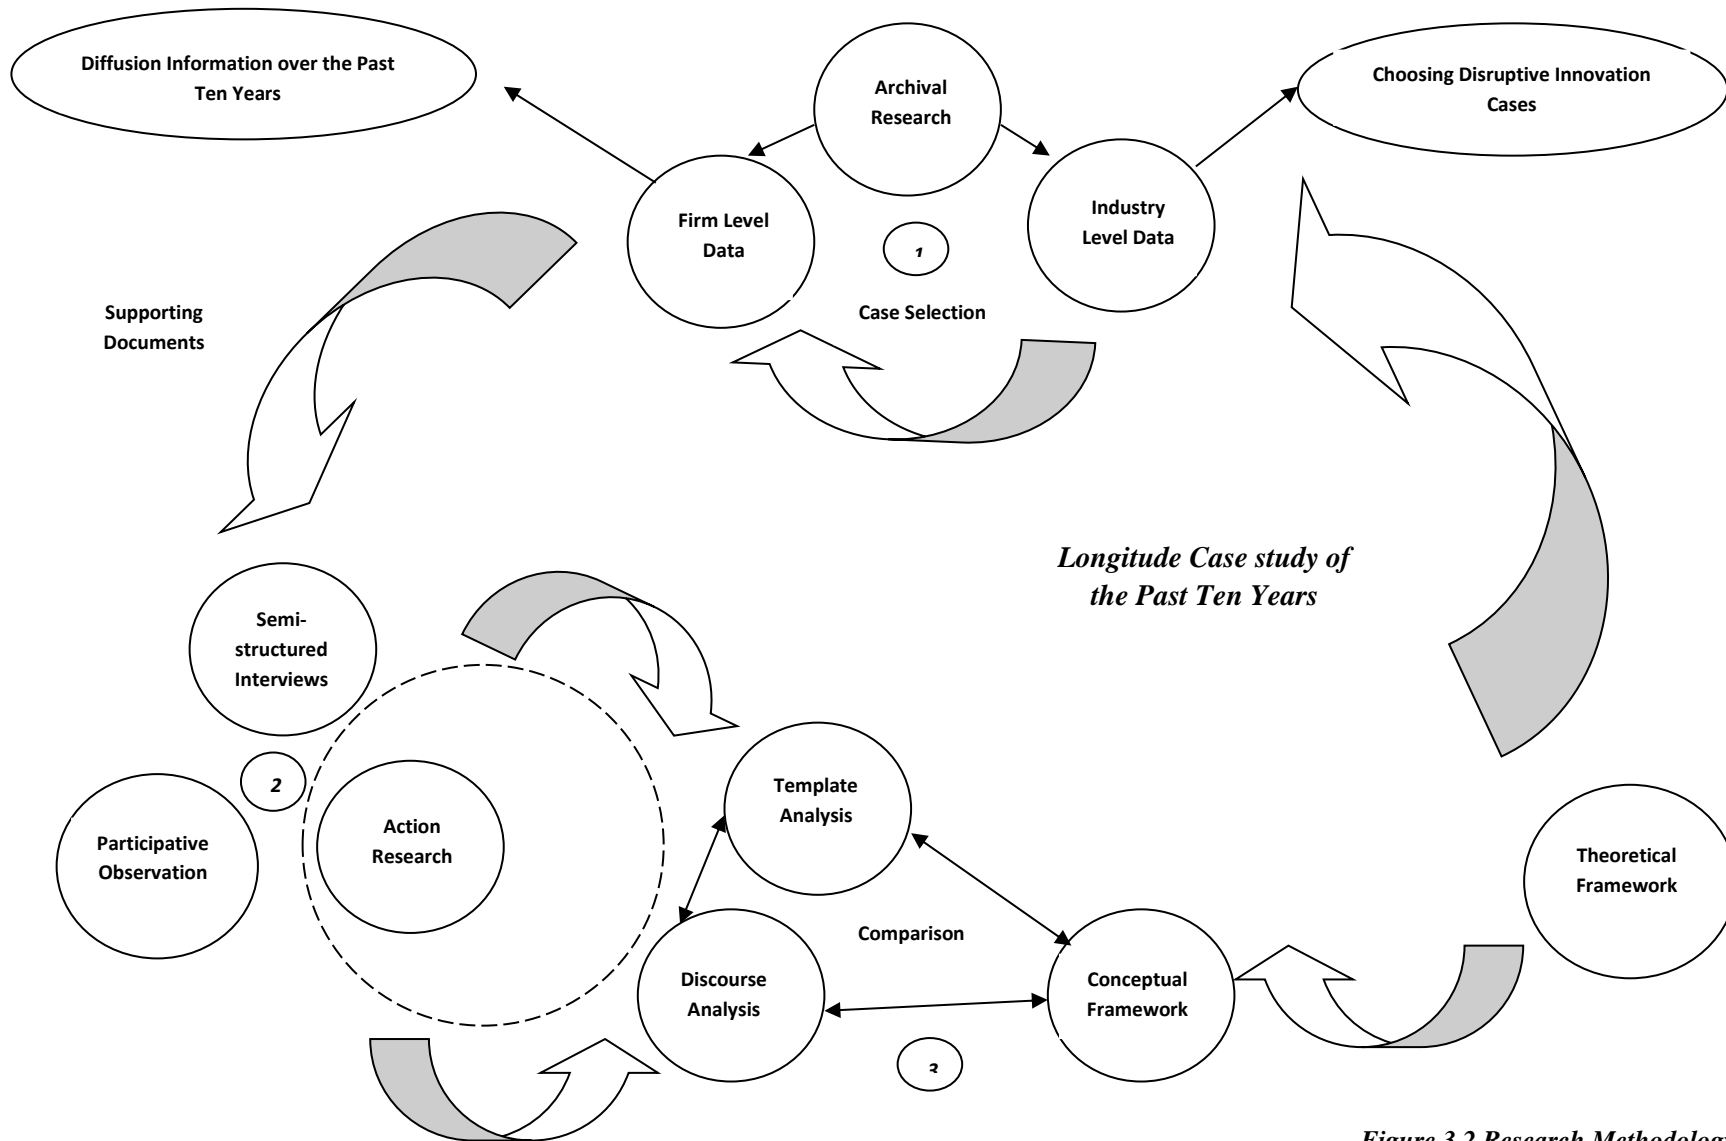 Diffusion Information over the Past
Ten Years
Archival
Research
Choosing Disruptive Innovation
Cases
Firm Level
Data
1
Industry
Level Data
Case Selection
Supporting
Documents
Longitude Case study of
the Past Ten Years
Semi-
structured
Interviews
2
Participative
Observation
Action
Research
Template
Analysis
Theoretical
Framework
Comparison
Discourse
Analysis
Conceptual
Framework
3
Figure 3.2 Research Methodology